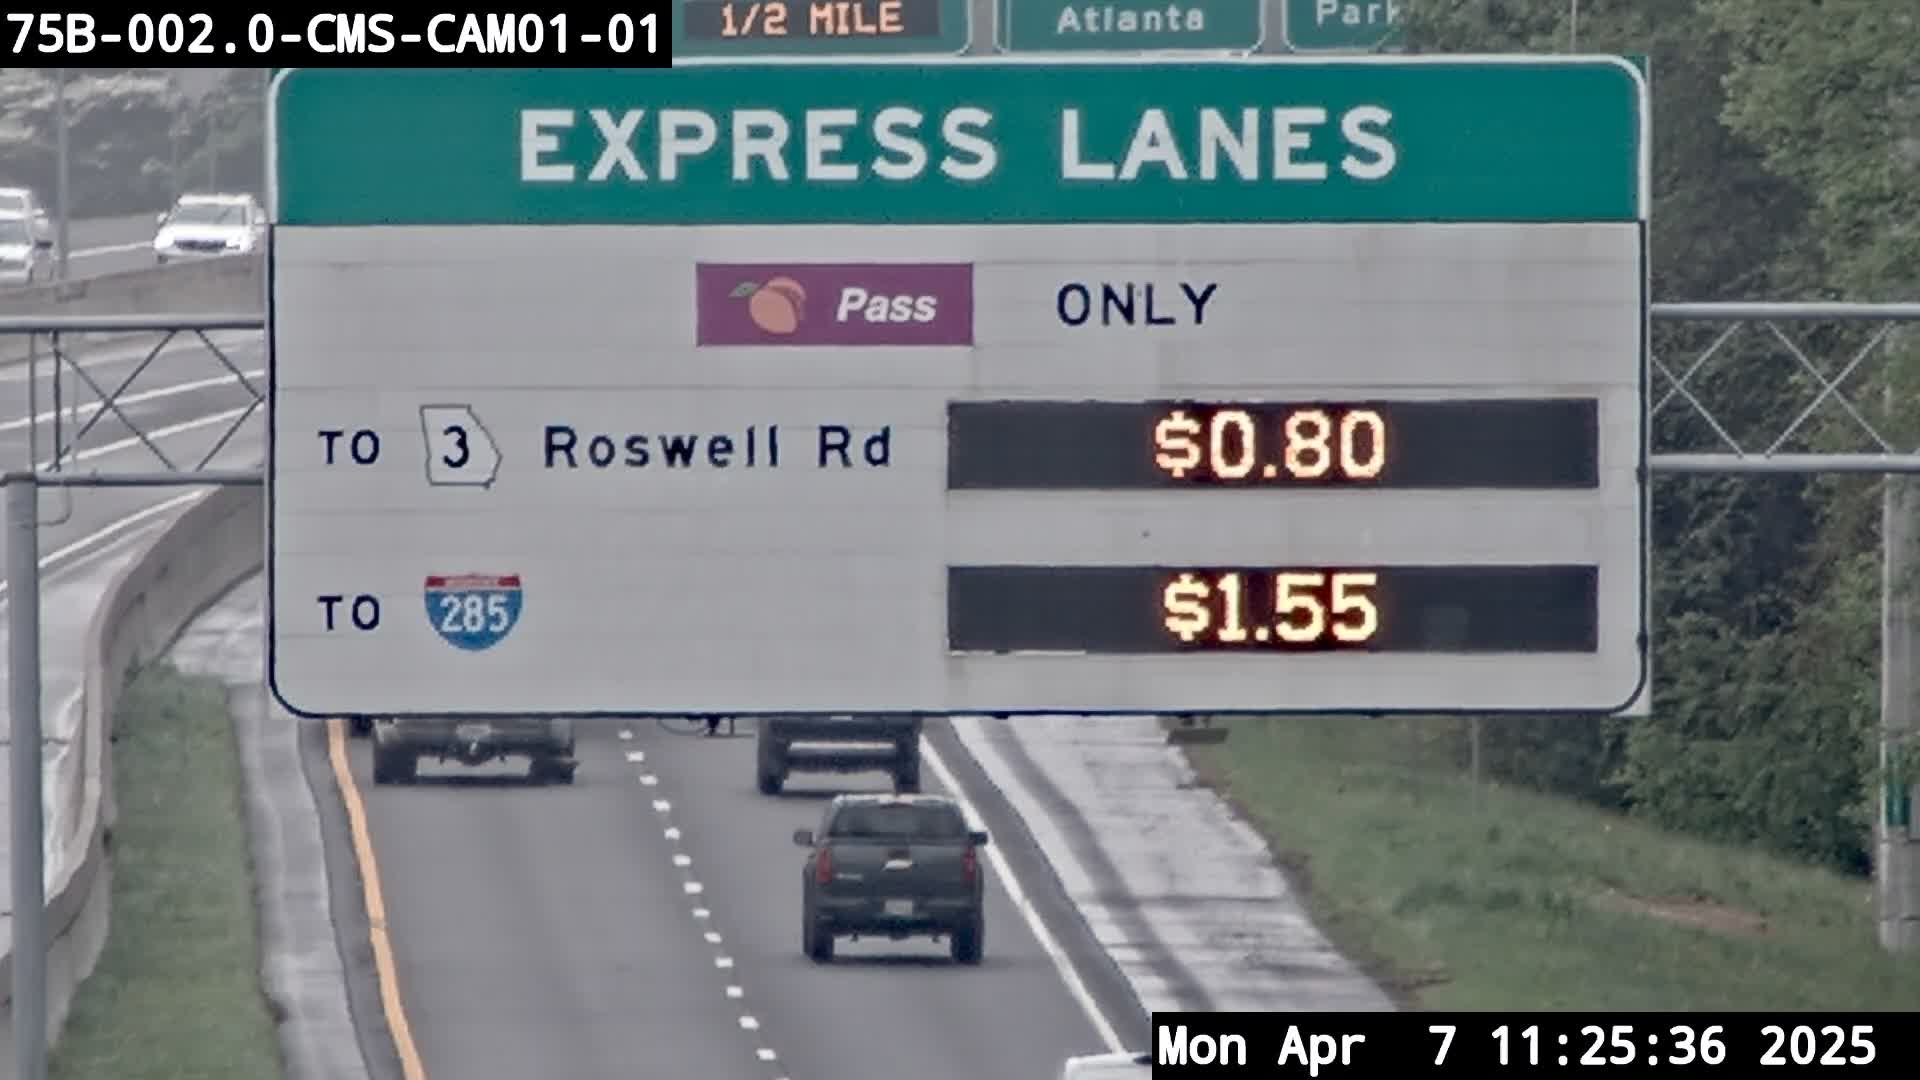 75B-002.0-CMS-CAM01-01
1/2 MILE
Atlanta
Park
EXPRESS LANES
Pass ONLY
TO 3 Roswell Rd $0.80
TO 285 $1.55
Mon Apr 7 11:25:36 2025